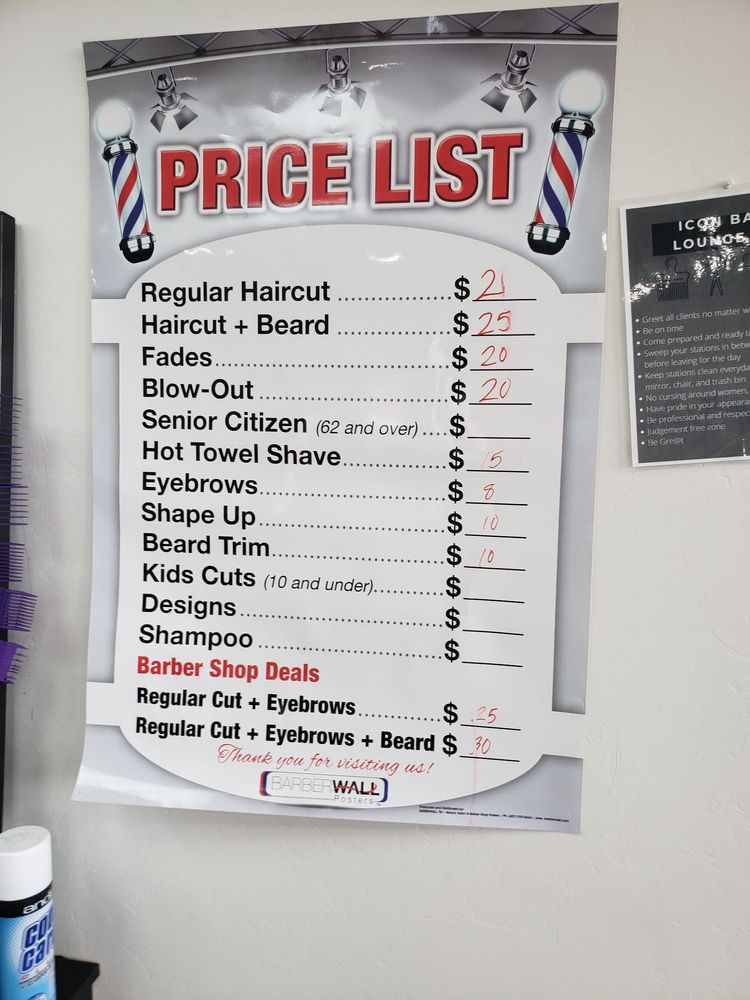 PRICE LIST
Regular Haircut ........................ $ 21
Haircut + Beard ........................ $ 25
Fades ........................ $ 20
Blow-Out ........................ $ 20
Senior Citizen (62 and over) .... $
Hot Towel Shave ................ $ 15
Eyebrows ........................ $ 8
Shape Up ........................ $ 10
Beard Trim ........................ $ 10
Kids Cuts (10 and under) ............ $
Designs ........................ $
Shampoo ........................ $
Barber Shop Deals
Regular Cut + Eyebrows ................ $ 25
Regular Cut + Eyebrows + Beard $ 30
Thank you for visiting us!
BARBERWALL
Posters
ICON BA
LOUNGE
• Greet all clients no matter w
• Be on time
• Come prepared and ready t
• Sweep your stations in betw
before leaving for the day
• Keep stations clean everyda
mirror, chair, and trash bin
• No cursing around women,
• Have pride in your appeara
• Be professional and respec
• Judgement free zone
• Be Gre@t
andis